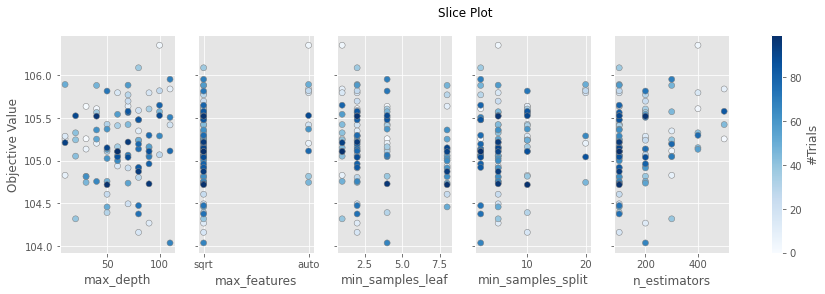 Slice Plot
Objective Value
106.0
105.5
105.0
104.5
104.0
50 100
max_depth
sqrt auto
max_features
2.5 5.0 7.5
min_samples_leaf
10 20
min_samples_split
200 400
n_estimators
80
60
40
20
0
#Trials